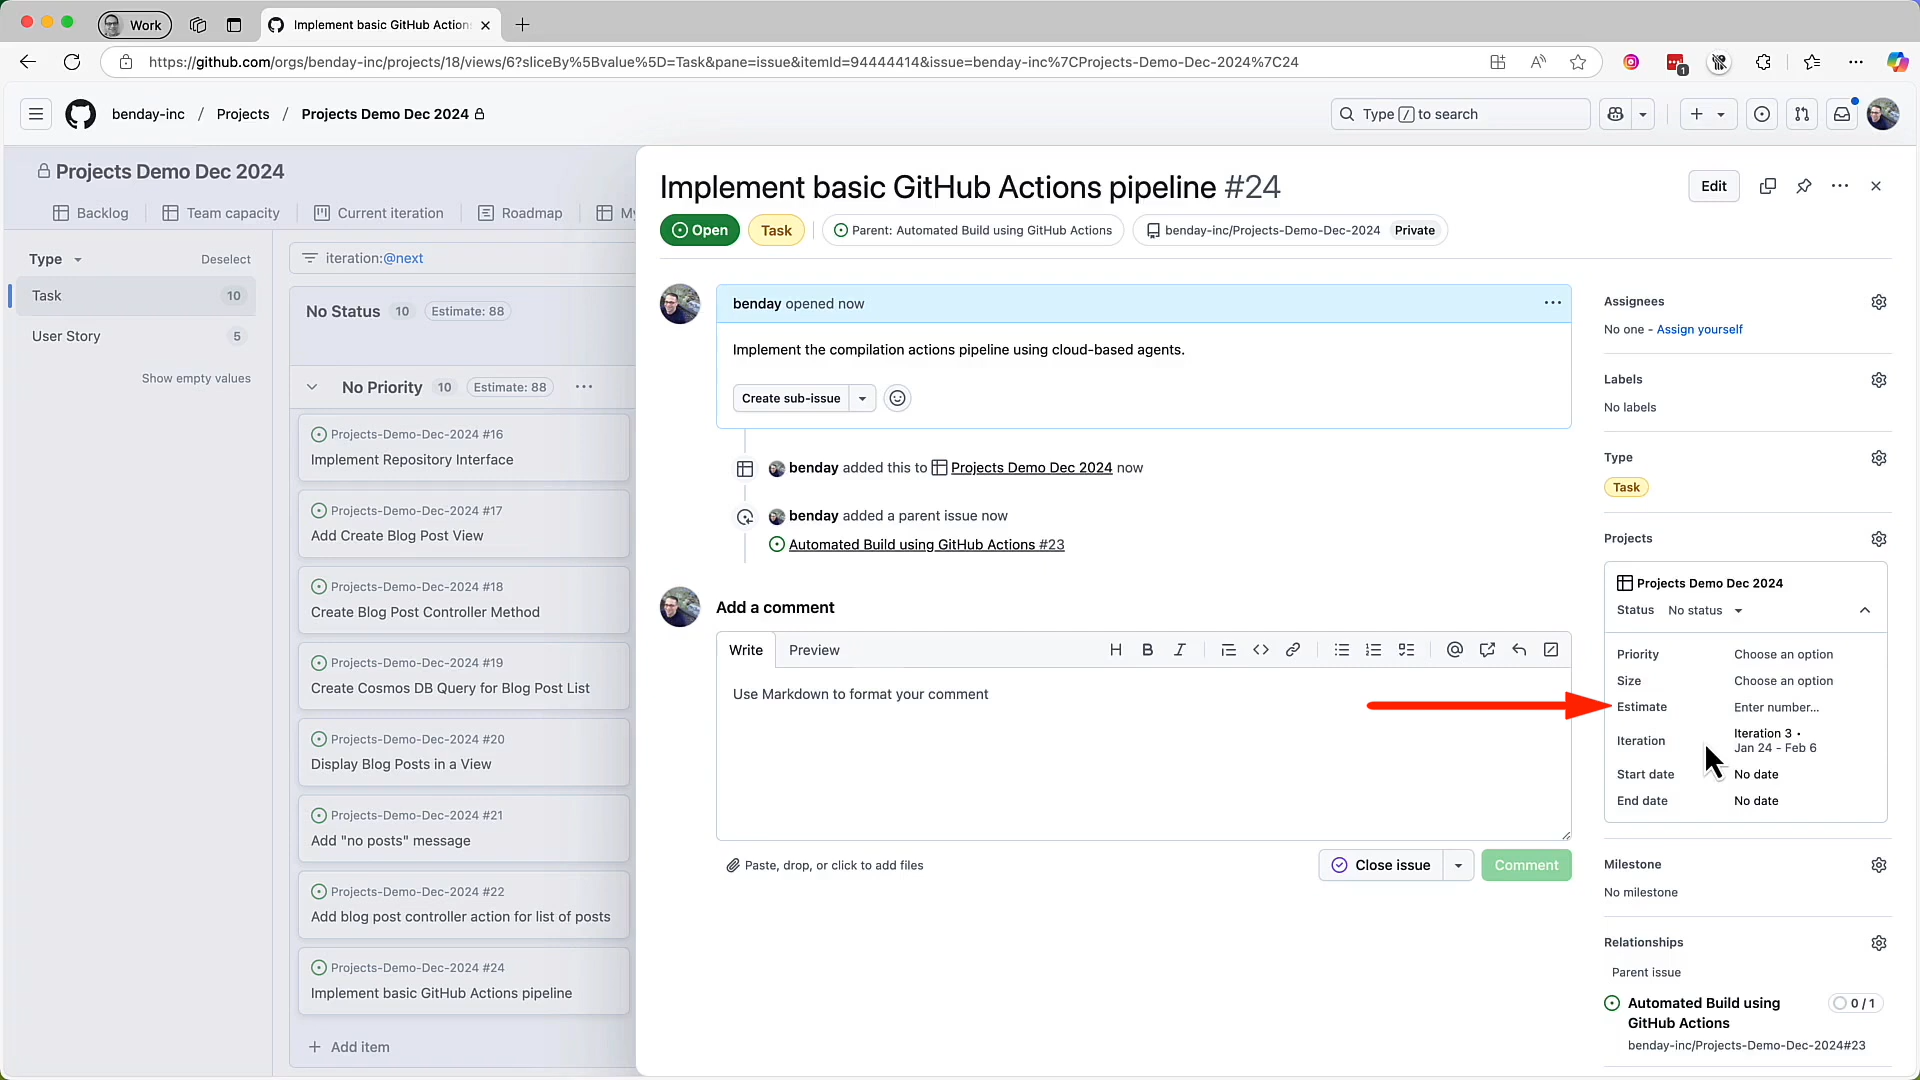 Work
Implement basic GitHub Action
https://github.com/orgs/benday-inc/projects/18/views/6?sliceBy%5Bvalue%5D=Task&pane=issue&itemId=94444414&issue=benday-inc%7CProjects-Demo-Dec-2024%7C24
1
benday-inc / Projects / Projects Demo Dec 2024
Type / to search
Projects Demo Dec 2024
Backlog
Team capacity
Current iteration
Roadmap
My
Type
Deselect
Task 10
User Story 5
Show empty values
iteration:@next
No Status 10 Estimate: 88
No Priority 10 Estimate: 88
Projects-Demo-Dec-2024 #16
Implement Repository Interface
Projects-Demo-Dec-2024 #17
Add Create Blog Post View
Projects-Demo-Dec-2024 #18
Create Blog Post Controller Method
Projects-Demo-Dec-2024 #19
Create Cosmos DB Query for Blog Post List
Projects-Demo-Dec-2024 #20
Display Blog Posts in a View
Projects-Demo-Dec-2024 #21
Add "no posts" message
Projects-Demo-Dec-2024 #22
Add blog post controller action for list of posts
Projects-Demo-Dec-2024 #24
Implement basic GitHub Actions pipeline
+ Add item
Implement basic GitHub Actions pipeline #24
Edit
Open
Task
Parent: Automated Build using GitHub Actions
benday-inc/Projects-Demo-Dec-2024 Private
benday opened now
Implement the compilation actions pipeline using cloud-based agents.
Create sub-issue
benday added this to Projects Demo Dec 2024 now
benday added a parent issue now
Automated Build using GitHub Actions #23
Add a comment
Write
Preview
Use Markdown to format your comment
Paste, drop, or click to add files
Close issue
Comment
Assignees
No one - Assign yourself
Labels
No labels
Type
Task
Projects
Projects Demo Dec 2024
Status No status
Priority Choose an option
Size Choose an option
Estimate Enter number...
Iteration Iteration 3 •
Jan 24 - Feb 6
Start date No date
End date No date
Milestone
No milestone
Relationships
Parent issue
Automated Build using 0 / 1
GitHub Actions
benday-inc/Projects-Demo-Dec-2024#23